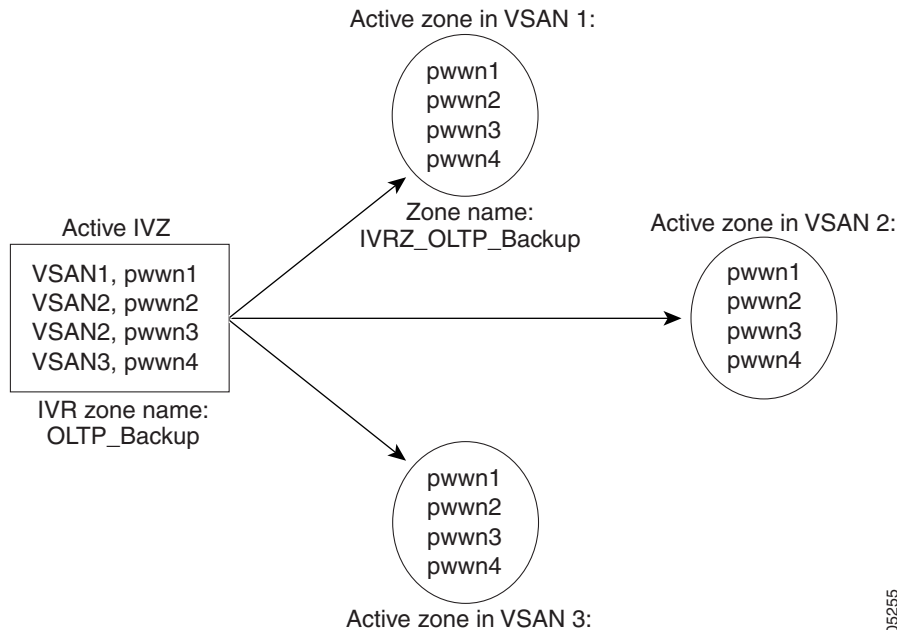 Active zone in VSAN 1:
pwwn1
pwwn2
pwwn3
pwwn4
Zone name:
IVRZ_OLTP_Backup
Active IVZ
VSAN1, pwwn1
VSAN2, pwwn2
VSAN2, pwwn3
VSAN3, pwwn4
IVR zone name:
OLTP_Backup
Active zone in VSAN 2:
pwwn1
pwwn2
pwwn3
pwwn4
pwwn1
pwwn2
pwwn3
pwwn4
Active zone in VSAN 3: